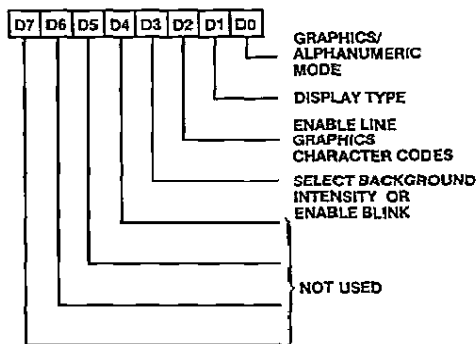 D7 D6 D5 D4 D3 D2 D1 D0
GRAPHICS/
ALPHANUMERIC
MODE
DISPLAY TYPE
ENABLE LINE
GRAPHICS
CHARACTER CODES
SELECT BACKGROUND
INTENSITY OR
ENABLE BLINK
NOT USED